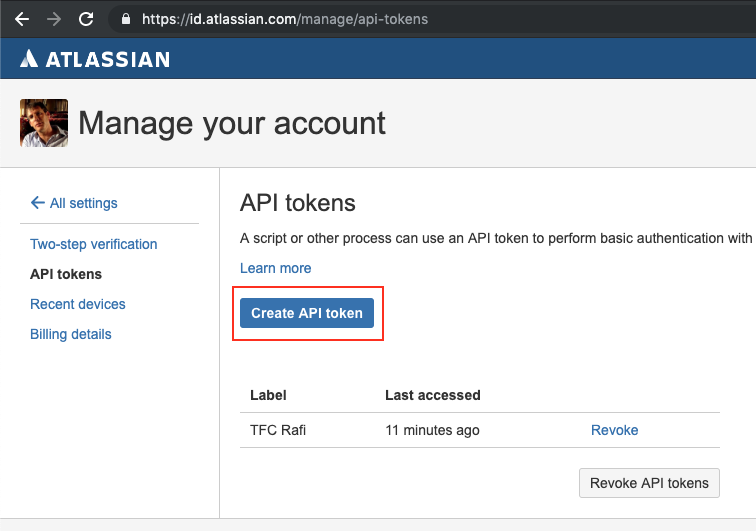 https://id.atlassian.com/manage/api-tokens
ATLASSIAN
Manage your account
All settings
Two-step verification
API tokens
Recent devices
Billing details
API tokens
A script or other process can use an API token to perform basic authentication with
Learn more
Create API token
Label Last accessed
TFC Rafi 11 minutes ago Revoke
Revoke API tokens